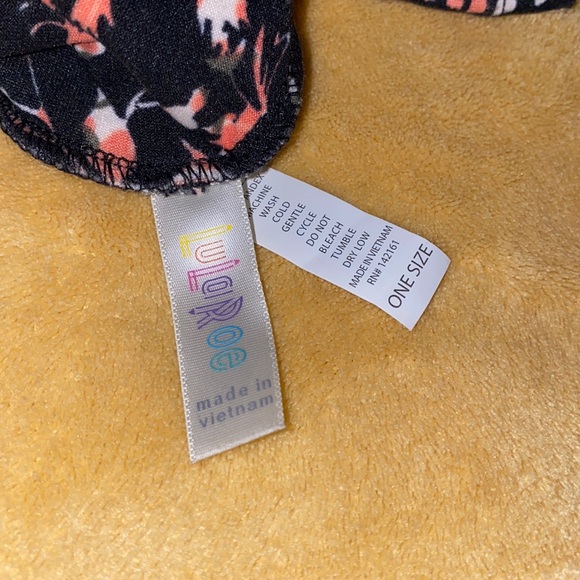 LuLaRoe
made in
vietnam
WASH
COLD
GENTLE
CYCLE
DO NOT
BLEACH
TUMBLE
DRY LOW
MADE IN VIETNAM
RN# 142161
ONE SIZE